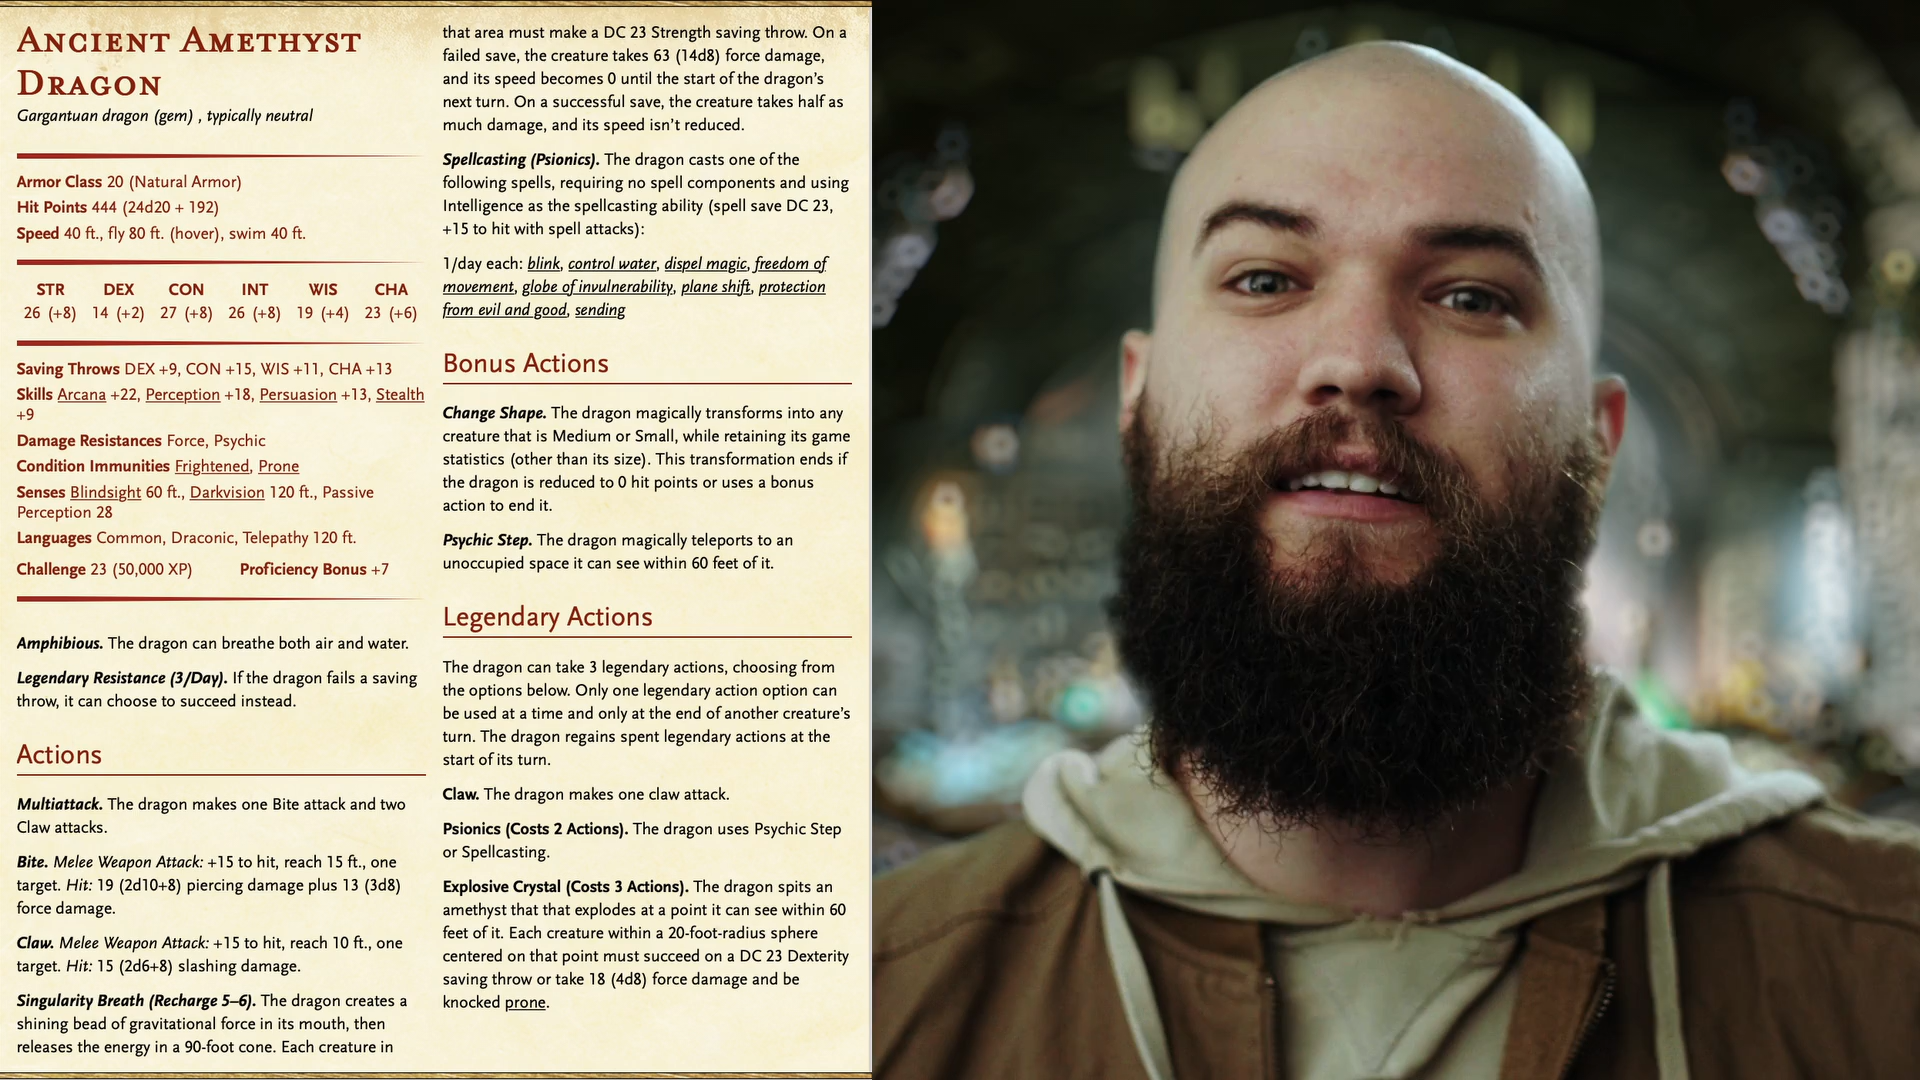 Ancient Amethyst
Dragon
Gargantuan dragon (gem) , typically neutral
Armor Class 20 (Natural Armor)
Hit Points 444 (24d20 + 192)
Speed 40 ft., fly 80 ft. (hover), swim 40 ft.
STR DEX CON INT WIS CHA
26 (+8) 14 (+2) 27 (+8) 26 (+8) 19 (+4) 23 (+6)
Saving Throws DEX +9, CON +15, WIS +11, CHA +13
Skills Arcana +22, Perception +18, Persuasion +13, Stealth
+9
Damage Resistances Force, Psychic
Condition Immunities Frightened, Prone
Senses Blindsight 60 ft., Darkvision 120 ft., Passive
Perception 28
Languages Common, Draconic, Telepathy 120 ft.
Challenge 23 (50,000 XP) Proficiency Bonus +7
Amphibious. The dragon can breathe both air and water.
Legendary Resistance (3/Day). If the dragon fails a saving
throw, it can choose to succeed instead.
Actions
Multiattack. The dragon makes one Bite attack and two
Claw attacks.
Bite. Melee Weapon Attack: +15 to hit, reach 15 ft., one
target. Hit: 19 (2d10+8) piercing damage plus 13 (3d8)
force damage.
Claw. Melee Weapon Attack: +15 to hit, reach 10 ft., one
target. Hit: 15 (2d6+8) slashing damage.
Singularity Breath (Recharge 5–6). The dragon creates a
shining bead of gravitational force in its mouth, then
releases the energy in a 90-foot cone. Each creature in
that area must make a DC 23 Strength saving throw. On a
failed save, the creature takes 63 (14d8) force damage,
and its speed becomes 0 until the start of the dragon’s
next turn. On a successful save, the creature takes half as
much damage, and its speed isn’t reduced.
Spellcasting (Psionics). The dragon casts one of the
following spells, requiring no spell components and using
Intelligence as the spellcasting ability (spell save DC 23,
+15 to hit with spell attacks):
1/day each: blink, control water, dispel magic, freedom of
movement, globe of invulnerability, plane shift, protection
from evil and good, sending
Bonus Actions
Change Shape. The dragon magically transforms into any
creature that is Medium or Small, while retaining its game
statistics (other than its size). This transformation ends if
the dragon is reduced to 0 hit points or uses a bonus
action to end it.
Psychic Step. The dragon magically teleports to an
unoccupied space it can see within 60 feet of it.
Legendary Actions
The dragon can take 3 legendary actions, choosing from
the options below. Only one legendary action option can
be used at a time and only at the end of another creature’s
turn. The dragon regains spent legendary actions at the
start of its turn.
Claw. The dragon makes one claw attack.
Psionics (Costs 2 Actions). The dragon uses Psychic Step
or Spellcasting.
Explosive Crystal (Costs 3 Actions). The dragon spits an
amethyst that that explodes at a point it can see within 60
feet of it. Each creature within a 20-foot-radius sphere
centered on that point must succeed on a DC 23 Dexterity
saving throw or take 18 (4d8) force damage and be
knocked prone.